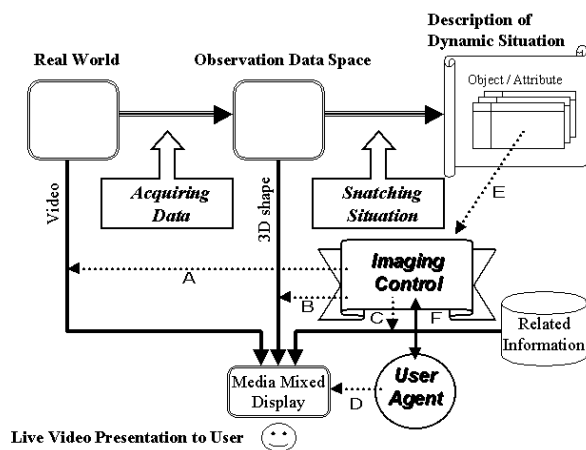 Description of
Dynamic Situation
Real World
Observation Data Space
Object / Attribute
Acquiring
Data
Snatching
Situation
Video
3D shape
E
Imaging
Control
A
B
C
F
Related
Information
Media Mixed
Display
D
User
Agent
Live Video Presentation to User